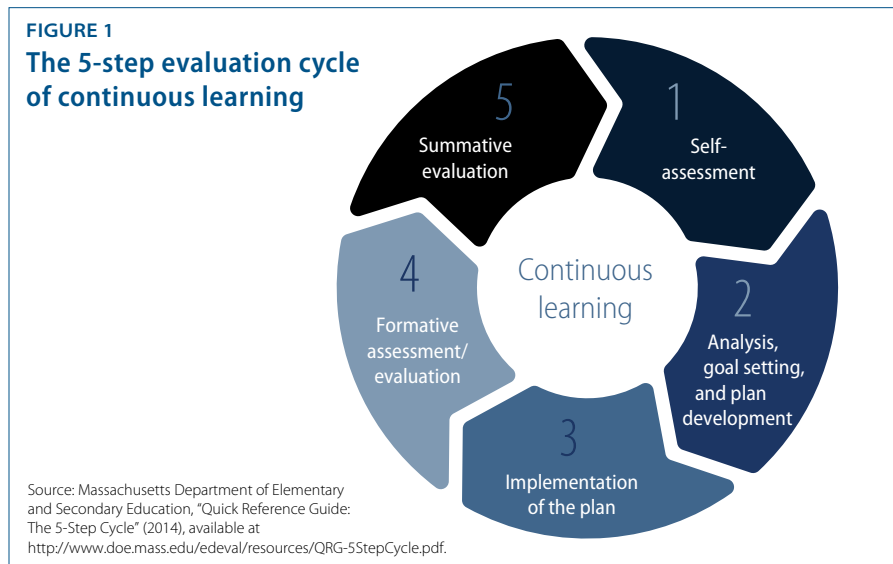 FIGURE 1
The 5-step evaluation cycle
of continuous learning
1
Self-
assessment
2
Analysis,
goal setting,
and plan
development
3
Implementation
of the plan
4
Formative
assessment/
evaluation
5
Summative
evaluation
Continuous
learning
Source: Massachusetts Department of Elementary
and Secondary Education, “Quick Reference Guide:
The 5-Step Cycle” (2014), available at
http://www.doe.mass.edu/edeval/resources/QRG-5StepCycle.pdf.